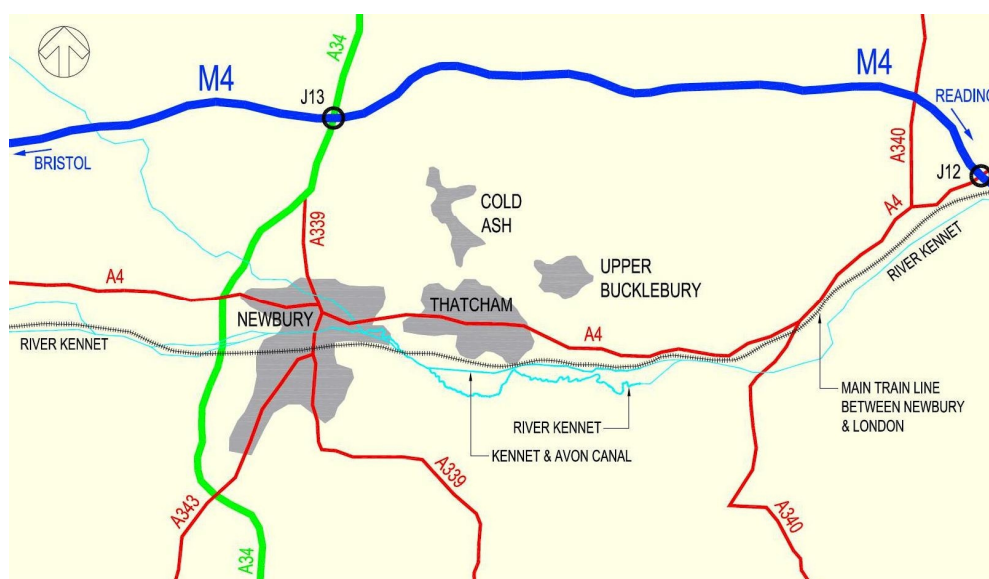 A34
M4
M4
J13
READING
BRISTOL
A340
J12
COLD
ASH
A339
A4
RIVER KENNET
UPPER
BUCKLEBURY
A4
THATCHAM
NEWBURY
A4
RIVER KENNET
MAIN TRAIN LINE
BETWEEN NEWBURY
& LONDON
RIVER KENNET
KENNET & AVON CANAL
A339
A343
A340
A34